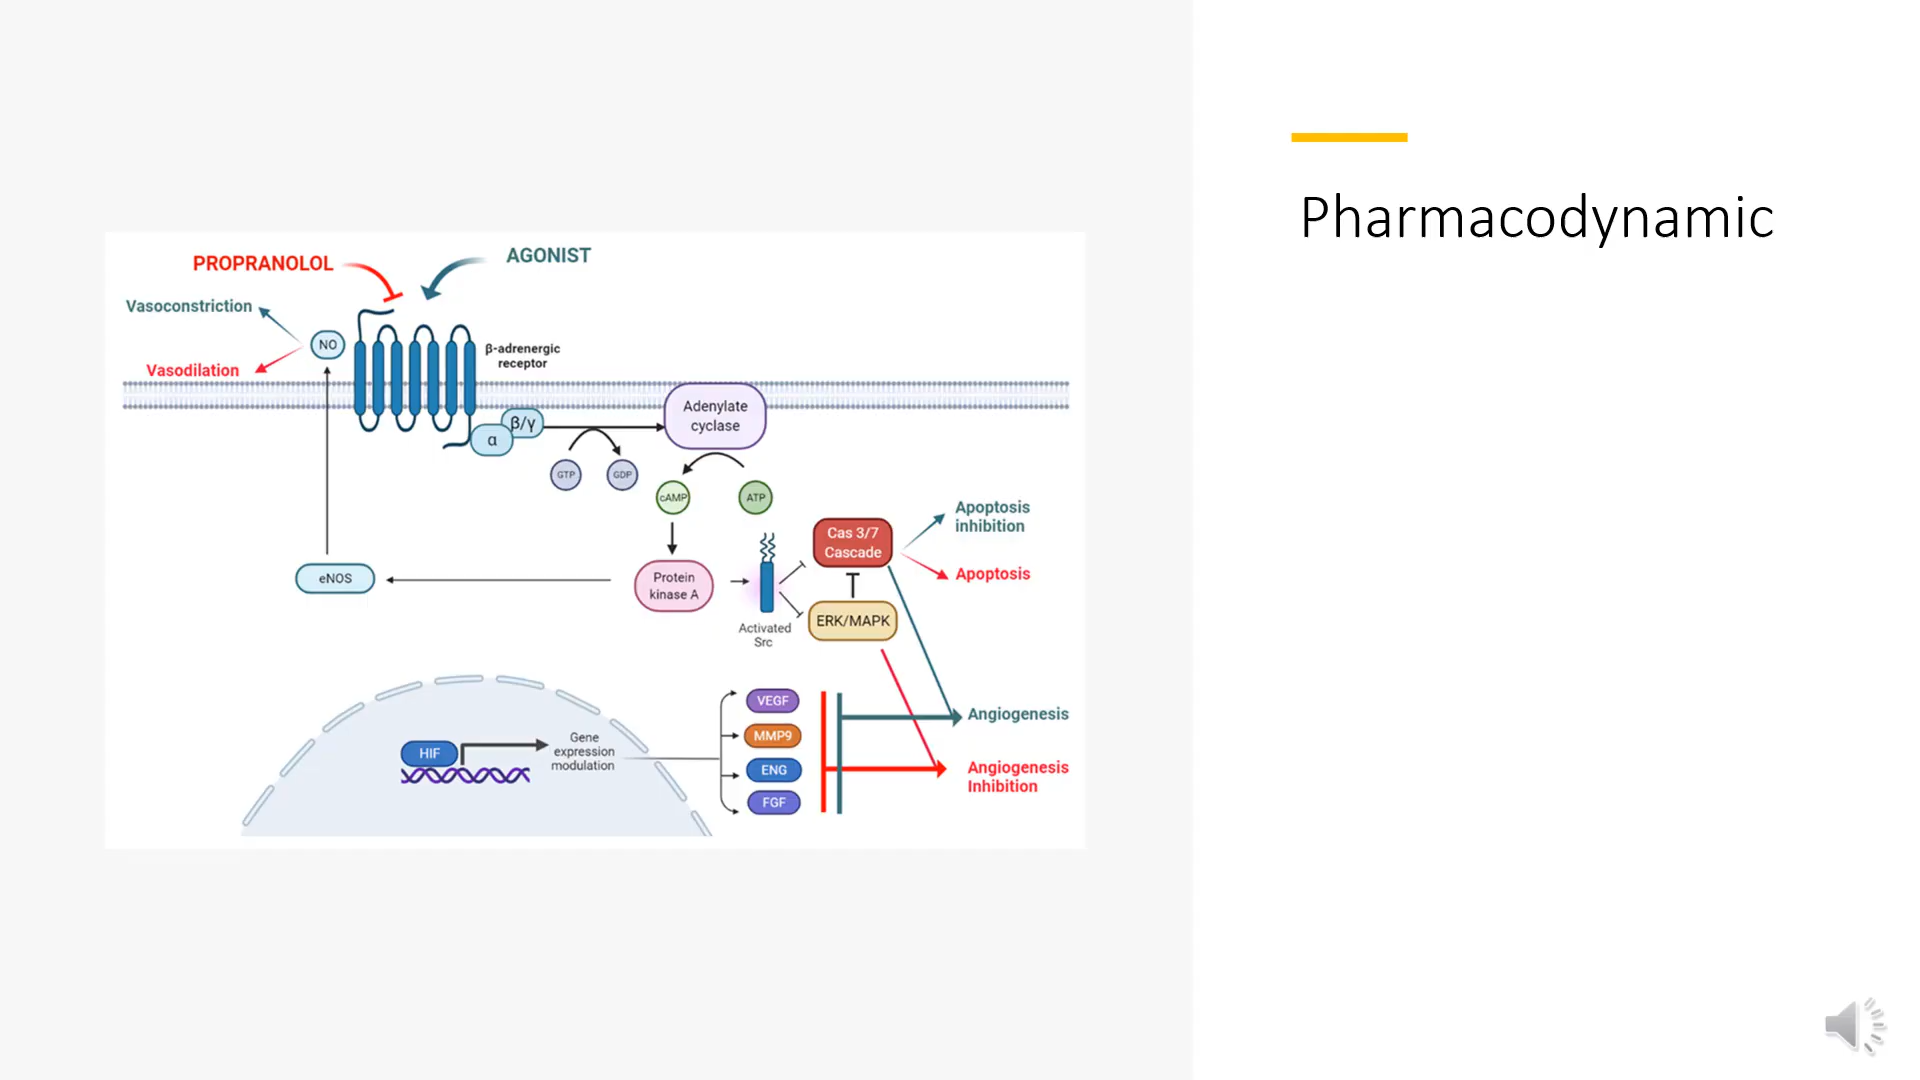 Pharmacodynamic
PROPRANOLOL
AGONIST
Vasoconstriction
NO
Vasodilation
β-adrenergic
receptor
Adenylate
cyclase
β/γ
α
GTP
GDP
cAMP
ATP
Apoptosis
inhibition
Cas 3/7
Cascade
Apoptosis
eNOS
Protein
kinase A
ERK/MAPK
Activated
Src
VEGF
MMP9
ENG
FGF
HIF
Gene
expression
modulation
Angiogenesis
Angiogenesis
Inhibition